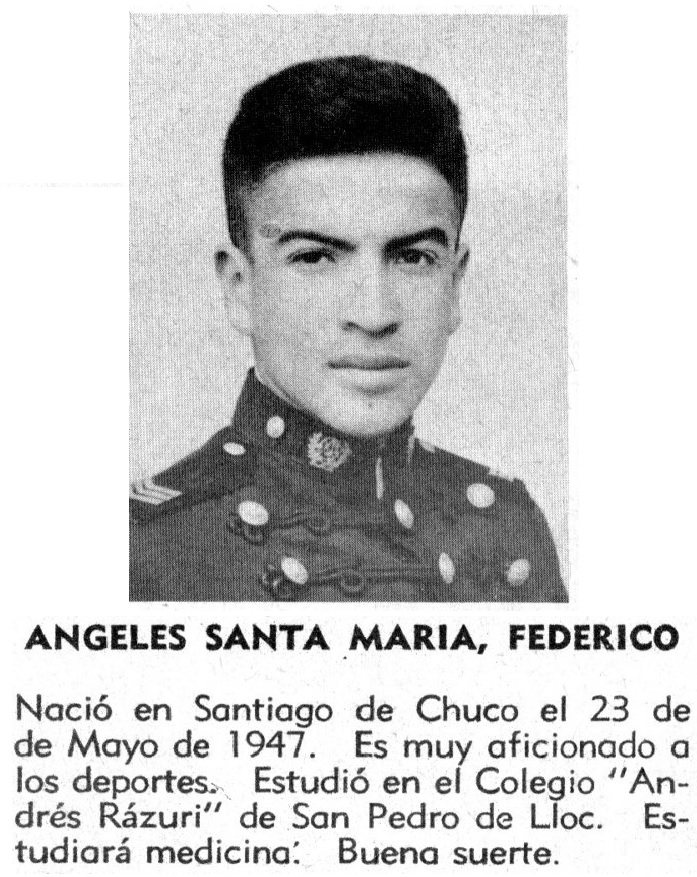 ANGELES SANTA MARIA, FEDERICO
Nació en Santiago de Chuco el 23 de
de Mayo de 1947. Es muy aficionado a
los deportes. Estudió en el Colegio "An-
drés Rázuri" de San Pedro de Lloc. Es-
tudiará medicina. Buena suerte.